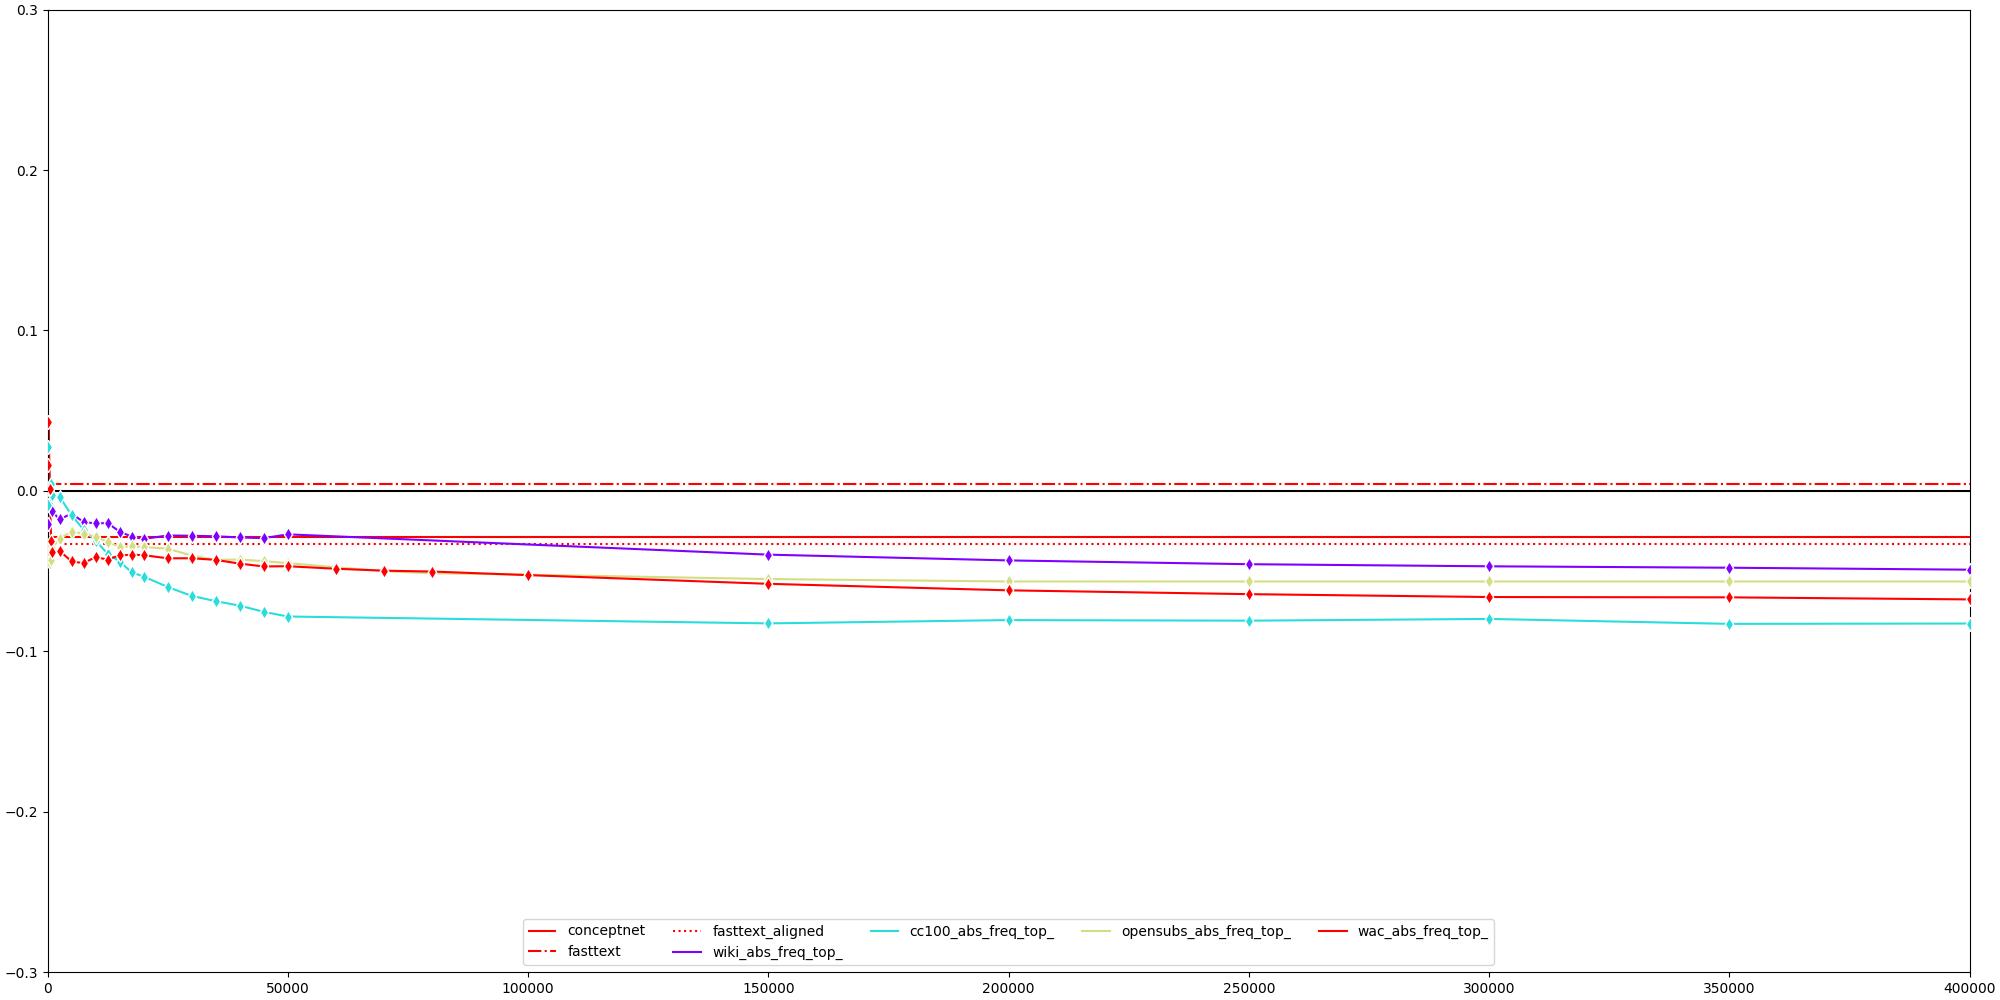 0.3
0.2
0.1
0.0
−0.1
−0.2
−0.3
0 50000 100000 150000 200000 250000 300000 350000 400000
conceptnet fasttext_aligned cc100_abs_freq_top_ opensubs_abs_freq_top_ wac_abs_freq_top_
fasttext wiki_abs_freq_top_